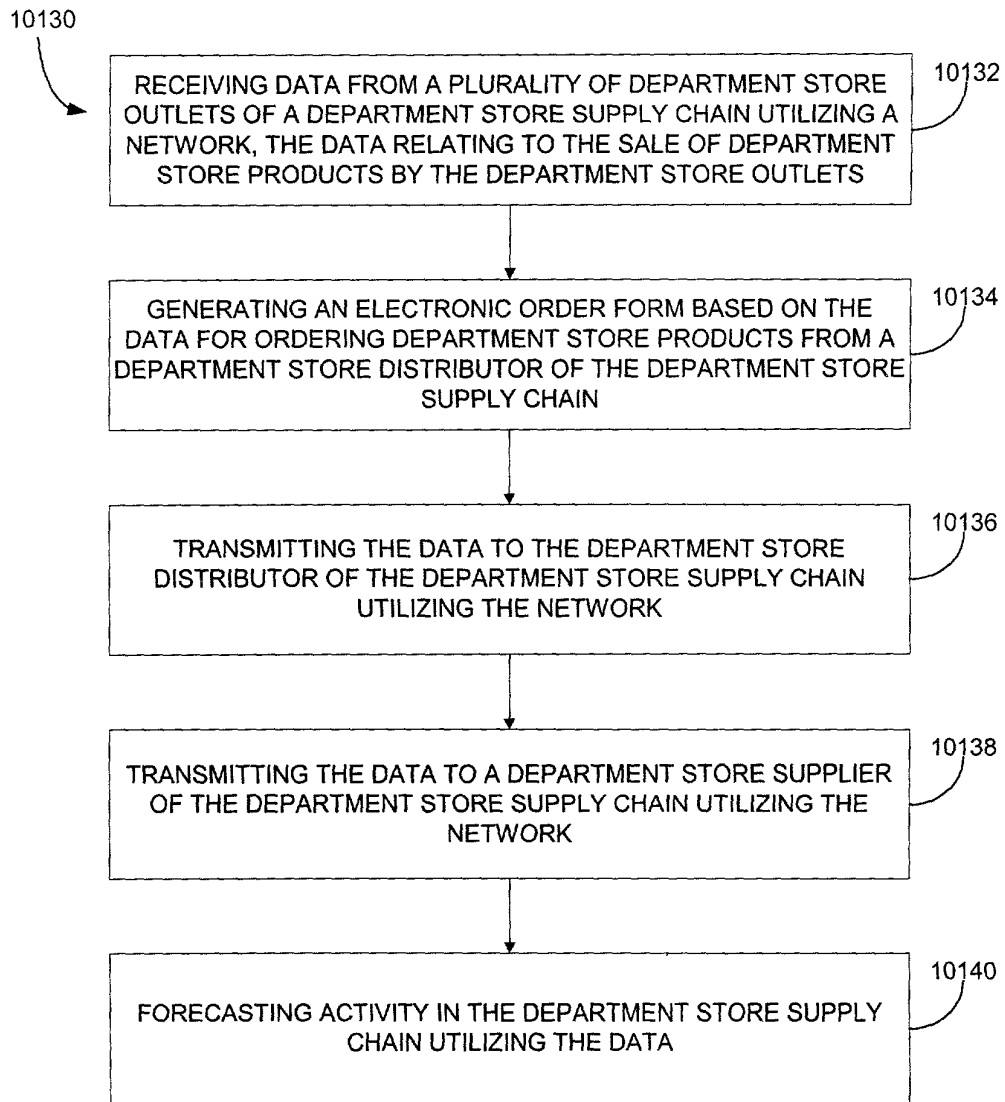 10130
RECEIVING DATA FROM A PLURALITY OF DEPARTMENT STORE
OUTLETS OF A DEPARTMENT STORE SUPPLY CHAIN UTILIZING A
NETWORK, THE DATA RELATING TO THE SALE OF DEPARTMENT
STORE PRODUCTS BY THE DEPARTMENT STORE OUTLETS
10132
GENERATING AN ELECTRONIC ORDER FORM BASED ON THE
DATA FOR ORDERING DEPARTMENT STORE PRODUCTS FROM A
DEPARTMENT STORE DISTRIBUTOR OF THE DEPARTMENT STORE
SUPPLY CHAIN
10134
TRANSMITTING THE DATA TO THE DEPARTMENT STORE
DISTRIBUTOR OF THE DEPARTMENT STORE SUPPLY CHAIN
UTILIZING THE NETWORK
10136
TRANSMITTING THE DATA TO A DEPARTMENT STORE SUPPLIER
OF THE DEPARTMENT STORE SUPPLY CHAIN UTILIZING THE
NETWORK
10138
FORECASTING ACTIVITY IN THE DEPARTMENT STORE SUPPLY
CHAIN UTILIZING THE DATA
10140